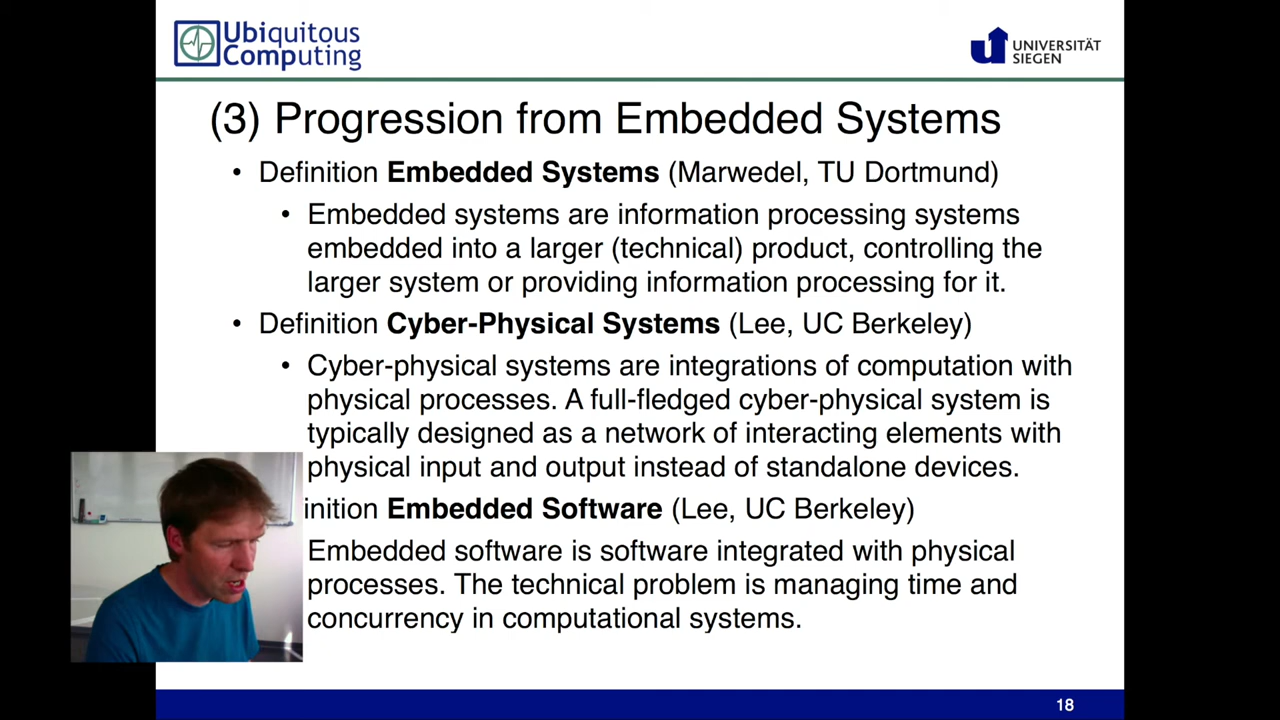 Ubiquitous
Computing
UNIVERSITÄT
SIEGEN
(3) Progression from Embedded Systems
• Definition Embedded Systems (Marwedel, TU Dortmund)
• Embedded systems are information processing systems
embedded into a larger (technical) product, controlling the
larger system or providing information processing for it.
• Definition Cyber-Physical Systems (Lee, UC Berkeley)
• Cyber-physical systems are integrations of computation with
physical processes. A full-fledged cyber-physical system is
typically designed as a network of interacting elements with
physical input and output instead of standalone devices.
inition Embedded Software (Lee, UC Berkeley)
Embedded software is software integrated with physical
processes. The technical problem is managing time and
concurrency in computational systems.
18